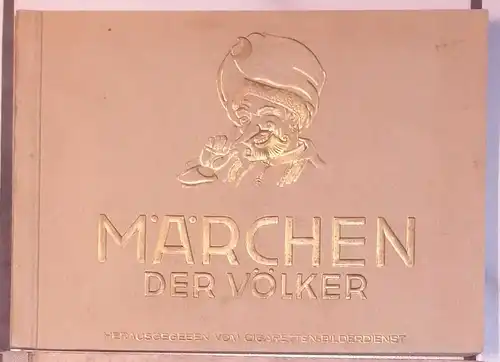 MÄRCHEN
DER VÖLKER
HERAUSGEGEBEN VOM CIGARETTEN-BILDERDIENST